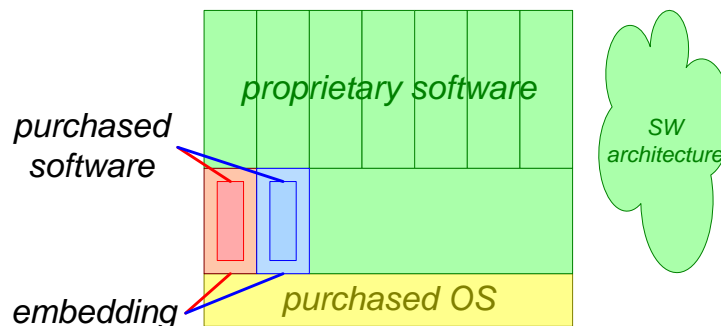 proprietary software
purchased
software
SW
architecture
embedding
purchased OS